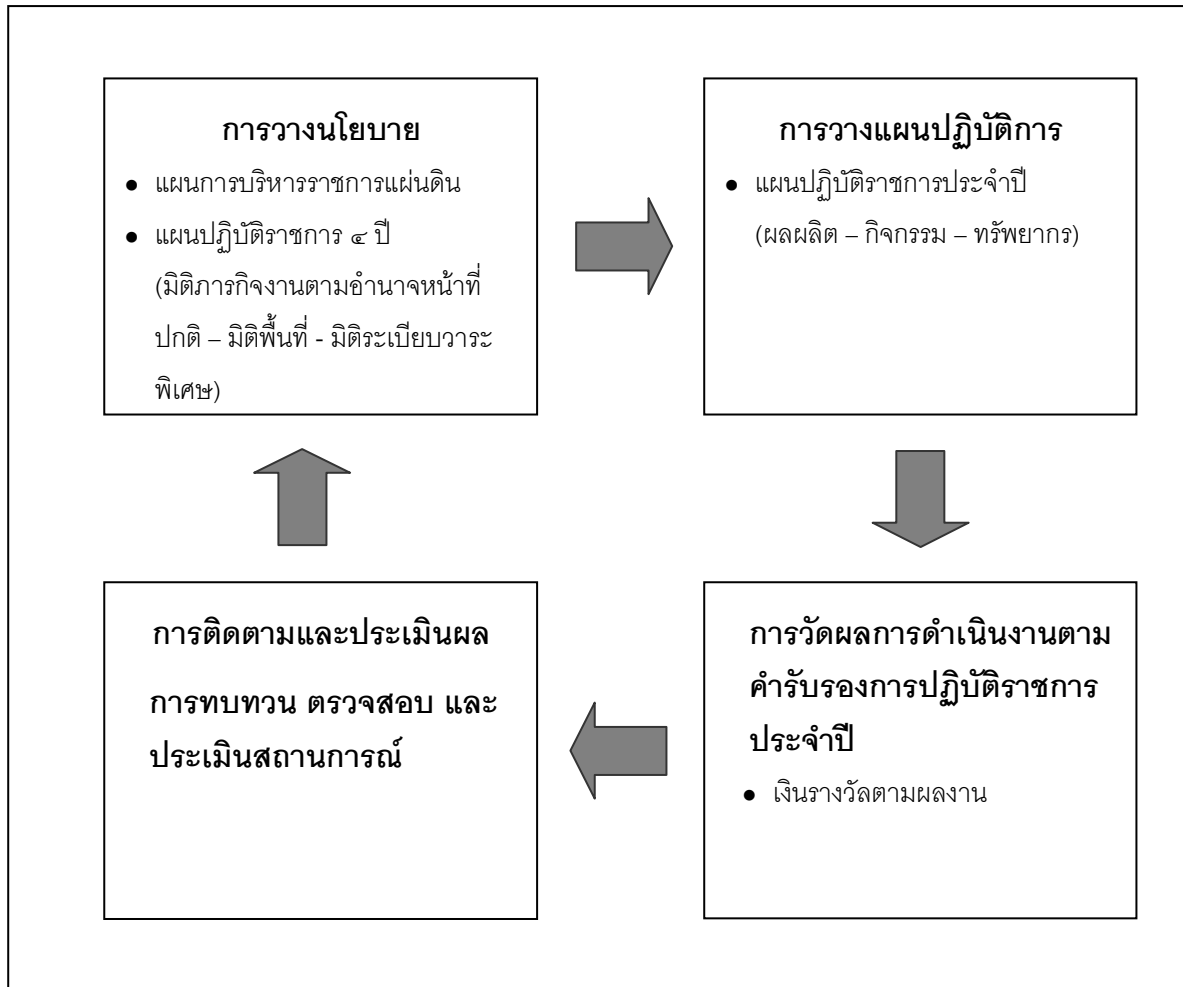 การวางนโยบาย
● แผนการบริหารราชการแผ่นดิน
● แผนปฏิบัติราชการ ๔ ปี
(มิติภารกิจงานตามอำนาจหน้าที่
ปกติ – มิติพื้นที่ - มิติระเบียบวาระ
พิเศษ)
การวางแผนปฏิบัติการ
● แผนปฏิบัติราชการประจำปี
(ผลผลิต – กิจกรรม – ทรัพยากร)
การติดตามและประเมินผล
การทบทวน ตรวจสอบ และ
ประเมินสถานการณ์
การวัดผลการดำเนินงานตาม
คำรับรองการปฏิบัติราชการ
ประจำปี
● เงินรางวัลตามผลงาน